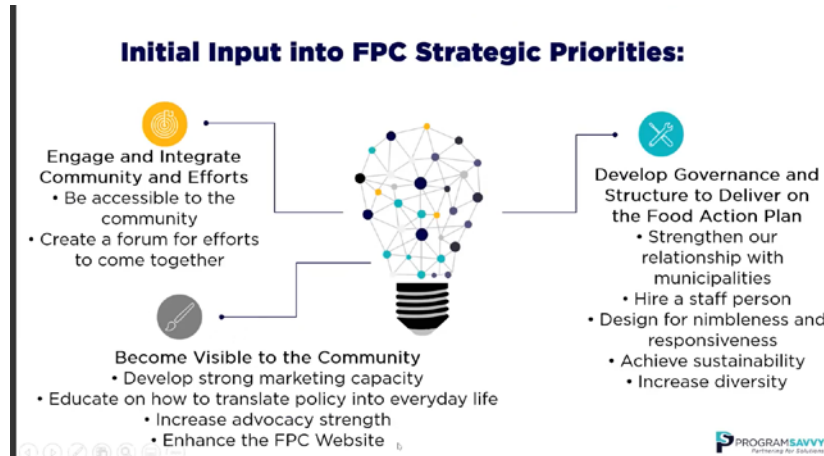 Initial Input into FPC Strategic Priorities:
Engage and Integrate
Community and Efforts
• Be accessible to the
community
• Create a forum for efforts
to come together
Become Visible to the Community
• Develop strong marketing capacity
• Educate on how to translate policy into everyday life
• Increase advocacy strength
• Enhance the FPC Website
Develop Governance and
Structure to Deliver on
the Food Action Plan
• Strengthen our
relationship with
municipalities
• Hire a staff person
• Design for nimbleness and
responsiveness
• Achieve sustainability
• Increase diversity
PROGRAMSAVVY
Partnering for Solutions